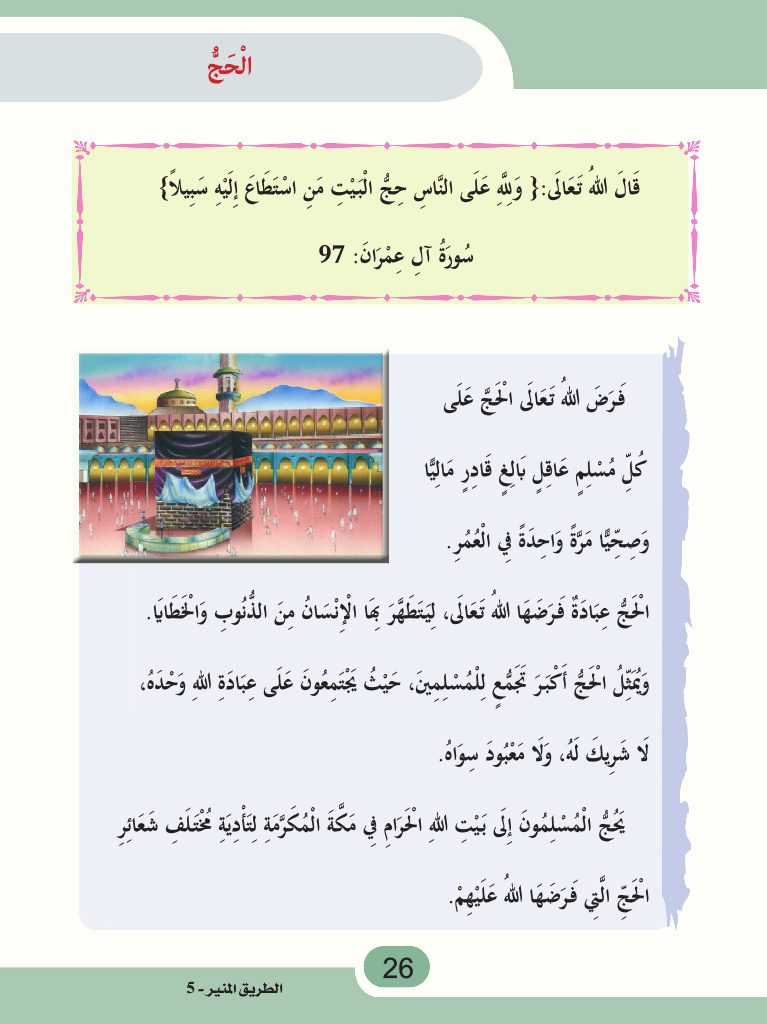 الْحَجُّ
قَالَ اللهُ تَعَالَى:{ وَلِلَّهِ عَلَى النَّاسِ حِجُّ الْبَيْتِ مَنِ اسْتَطَاعَ إِلَيْهِ سَبِيلاً}
سُورَةُ آلِ عِمْرَانَ: 97
فَرَضَ اللهُ تَعَالَى الْحَجَّ عَلَى
كُلِّ مُسْلِمٍ عَاقِلٍ بَالِغٍ قَادِرٍ مَالِيًّا
وَصِحِّيًّا مَرَّةً وَاحِدَةً فِي الْعُمُرِ.
الْحَجُّ عِبَادَةٌ فَرَضَهَا اللهُ تَعَالَى، لِيَتَطَهَّرَ بِهَا الْإِنْسَانُ مِنَ الذُّنُوبِ وَالْخَطَايَا.
وَيُمَثِّلُ الْحَجُّ أَكْبَرَ تَجَمُّعٍ لِلْمُسْلِمِينَ، حَيْثُ يَجْتَمِعُونَ عَلَى عِبَادَةِ اللهِ وَحْدَهُ،
لَا شَرِيكَ لَهُ، وَلَا مَعْبُودَ سِوَاهُ.
يَحُجُّ الْمُسْلِمُونَ إِلَى بَيْتِ اللهِ الْحَرَامِ فِي مَكَّةَ الْمُكَرَّمَةِ لِتَأْدِيَةِ مُخْتَلَفِ شَعَائِرِ
الْحَجِّ الَّتِي فَرَضَهَا اللهُ عَلَيْهِمْ.
26
الطريق المنير - 5